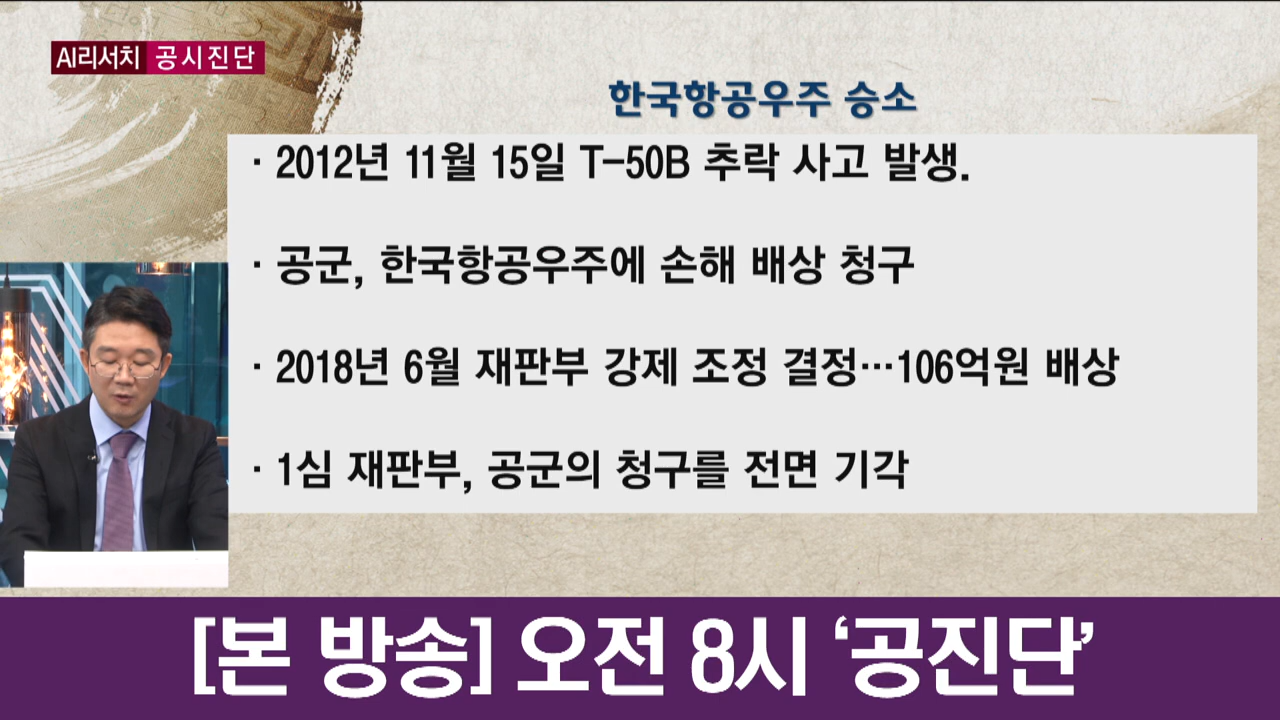 AI리서치 공시진단
한국항공우주 승소
· 2012년 11월 15일 T-50B 추락 사고 발생.
· 공군, 한국항공우주에 손해 배상 청구
· 2018년 6월 재판부 강제 조정 결정…106억원 배상
· 1심 재판부, 공군의 청구를 전면 기각
[본 방송] 오전 8시 ‘공진단’